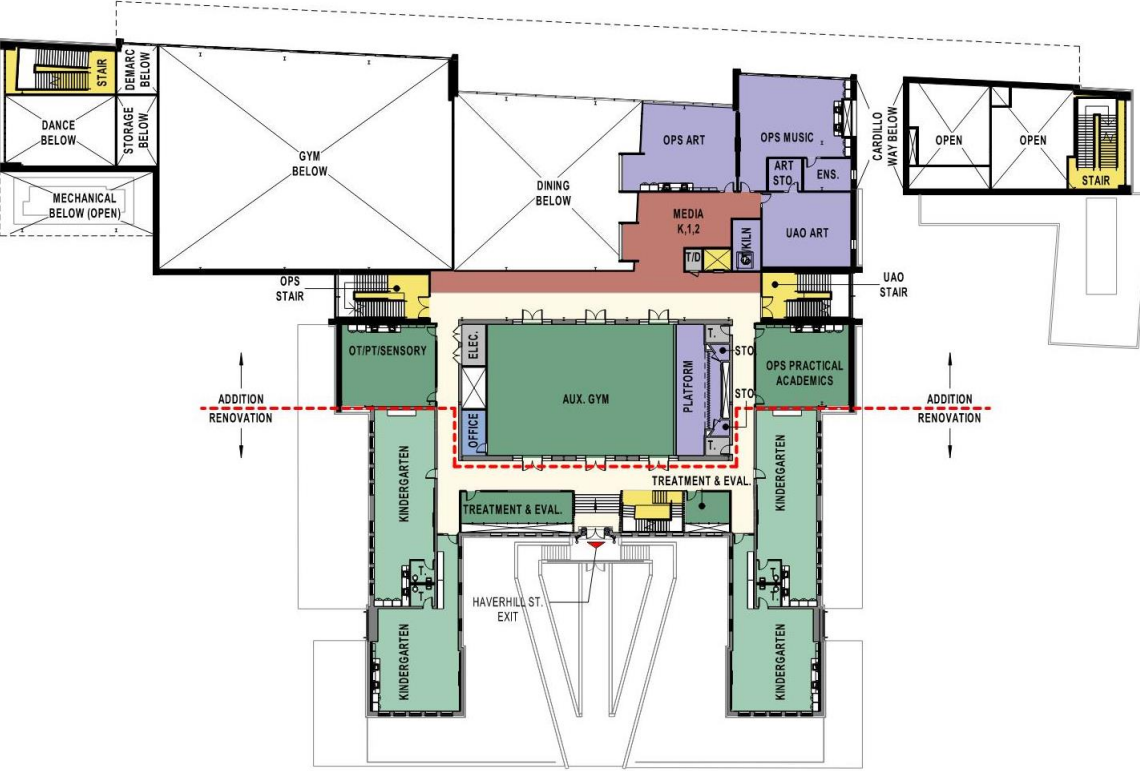 STAIR
DEMARC
BELOW
DANCE
BELOW
STORAGE
BELOW
MECHANICAL
BELOW (OPEN)
GYM
BELOW
DINING
BELOW
OPS ART
OPS MUSIC
ART
STO
ENS.
CARDILLO
WAY BELOW
OPEN
OPEN
STAIR
MEDIA
K,1,2
T/D
KILN
UAO ART
OPS
STAIR
UAO
STAIR
OT/PT/SENSORY
ELEC.
AUX. GYM
PLATFORM
T.
STO
STO
T.
OPS PRACTICAL
ACADEMICS
OFFICE
ADDITION
RENOVATION
ADDITION
RENOVATION
KINDERGARTEN
KINDERGARTEN
TREATMENT & EVAL.
TREATMENT & EVAL.
T.
T.
T.
T.
HAVERHILL ST.
EXIT
KINDERGARTEN
KINDERGARTEN